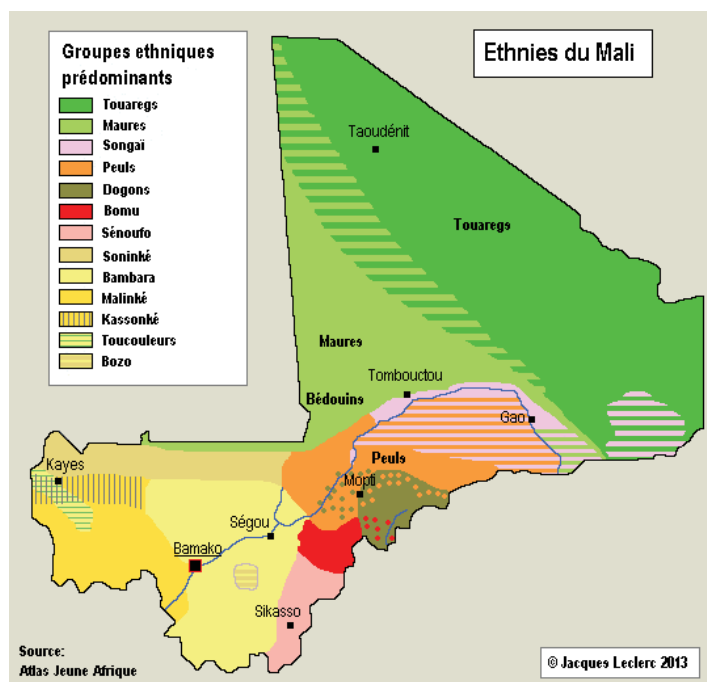 Groupes ethniques
prédominants
Touaregs
Maures
Songaï
Peuls
Dogons
Bomu
Sénoufo
Soninké
Bambara
Malinké
Kassonké
Toucouleurs
Bozo
Ethnies du Mali
Taoudénit
Touaregs
Maures
Tombouctou
Bédouins
Gao
Peuls
Kayes
Mopti
Ségou
Bamako
Sikasso
Source:
Atlas Jeune Afrique
© Jacques Leclerc 2013